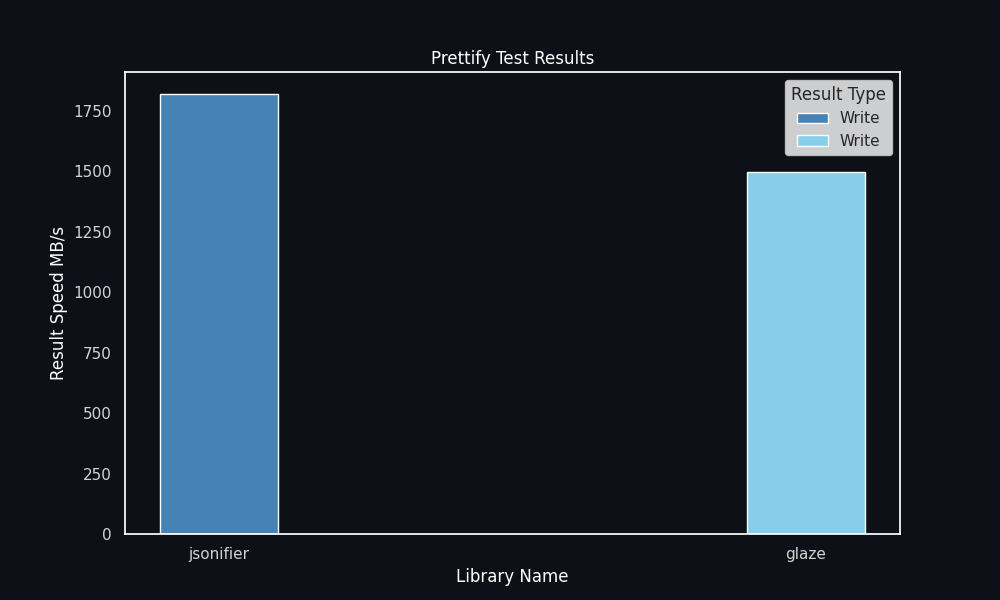 Prettify Test Results
Result Type
Write
Write
Result Speed MB/s
1750
1500
1250
1000
750
500
250
0
jsonifier
glaze
Library Name